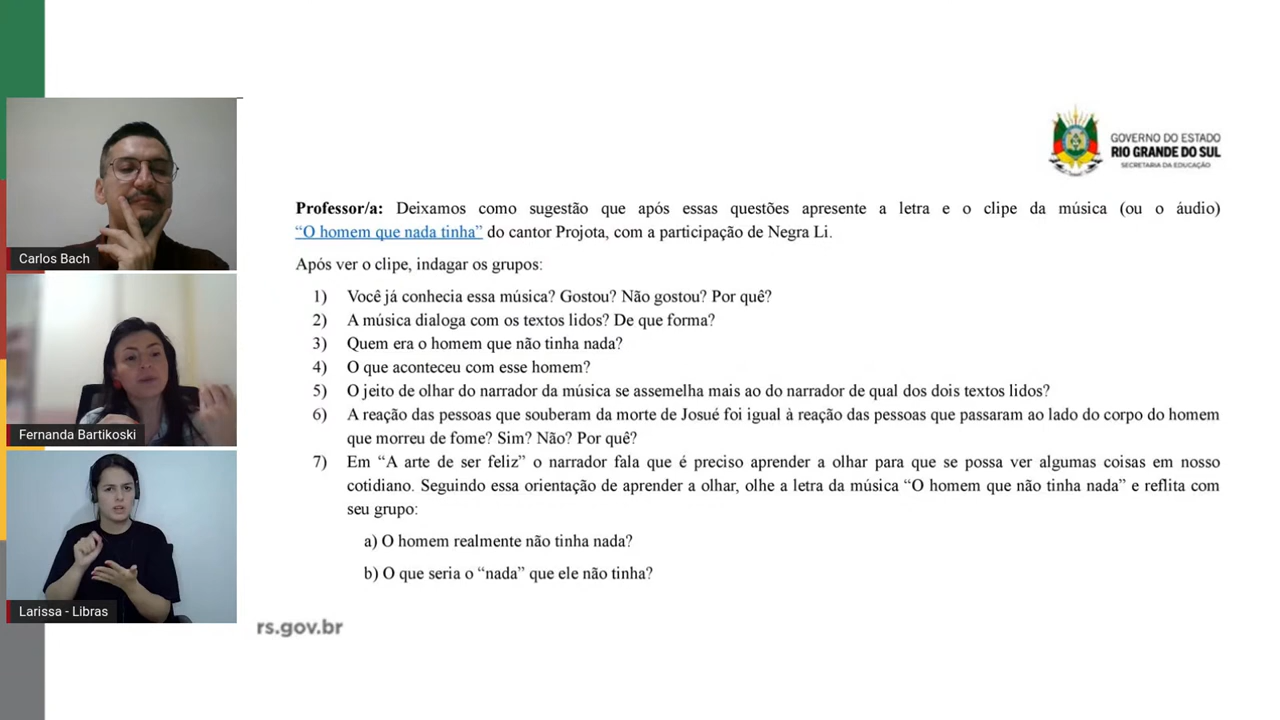 GOVERNO DO ESTADO
RIO GRANDE DO SUL
SECRETARIA DA EDUCAÇÃO
Professor/a: Deixamos como sugestão que após essas questões apresente a letra e o clipe da música (ou o áudio)
“O homem que nada tinha” do cantor Projota, com a participação de Negra Li.
Após ver o clipe, indagar os grupos:
1) Você já conhecia essa música? Gostou? Não gostou? Por quê?
2) A música dialoga com os textos lidos? De que forma?
3) Quem era o homem que não tinha nada?
4) O que aconteceu com esse homem?
5) O jeito de olhar do narrador da música se assemelha mais ao do narrador de qual dos dois textos lidos?
6) A reação das pessoas que souberam da morte de Josué foi igual à reação das pessoas que passaram ao lado do corpo do homem
que morreu de fome? Sim? Não? Por quê?
7) Em “A arte de ser feliz” o narrador fala que é preciso aprender a olhar para que se possa ver algumas coisas em nosso
cotidiano. Seguindo essa orientação de aprender a olhar, olhe a letra da música “O homem que não tinha nada” e reflita com
seu grupo:
a) O homem realmente não tinha nada?
b) O que seria o “nada” que ele não tinha?
Carlos Bach
Fernanda Bartikoski
Larissa - Libras
rs.gov.br